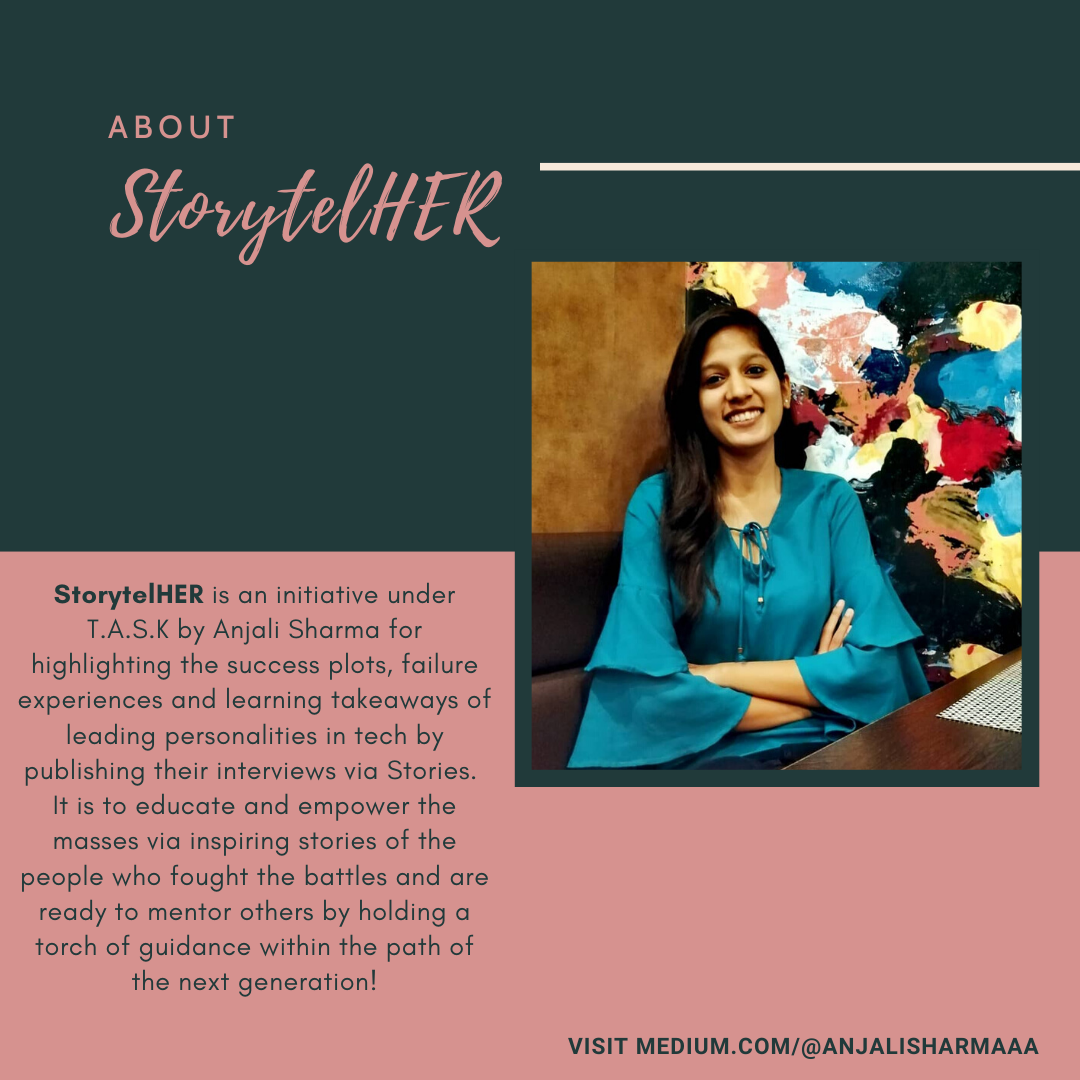 ABOUT
StorytelHER
StorytelHER is an initiative under
T.A.S.K by Anjali Sharma for
highlighting the success plots, failure
experiences and learning takeaways of
leading personalities in tech by
publishing their interviews via Stories.
It is to educate and empower the
masses via inspiring stories of the
people who fought the battles and are
ready to mentor others by holding a
torch of guidance within the path of
the next generation!
VISIT MEDIUM.COM/@ANJALISHARMAAA